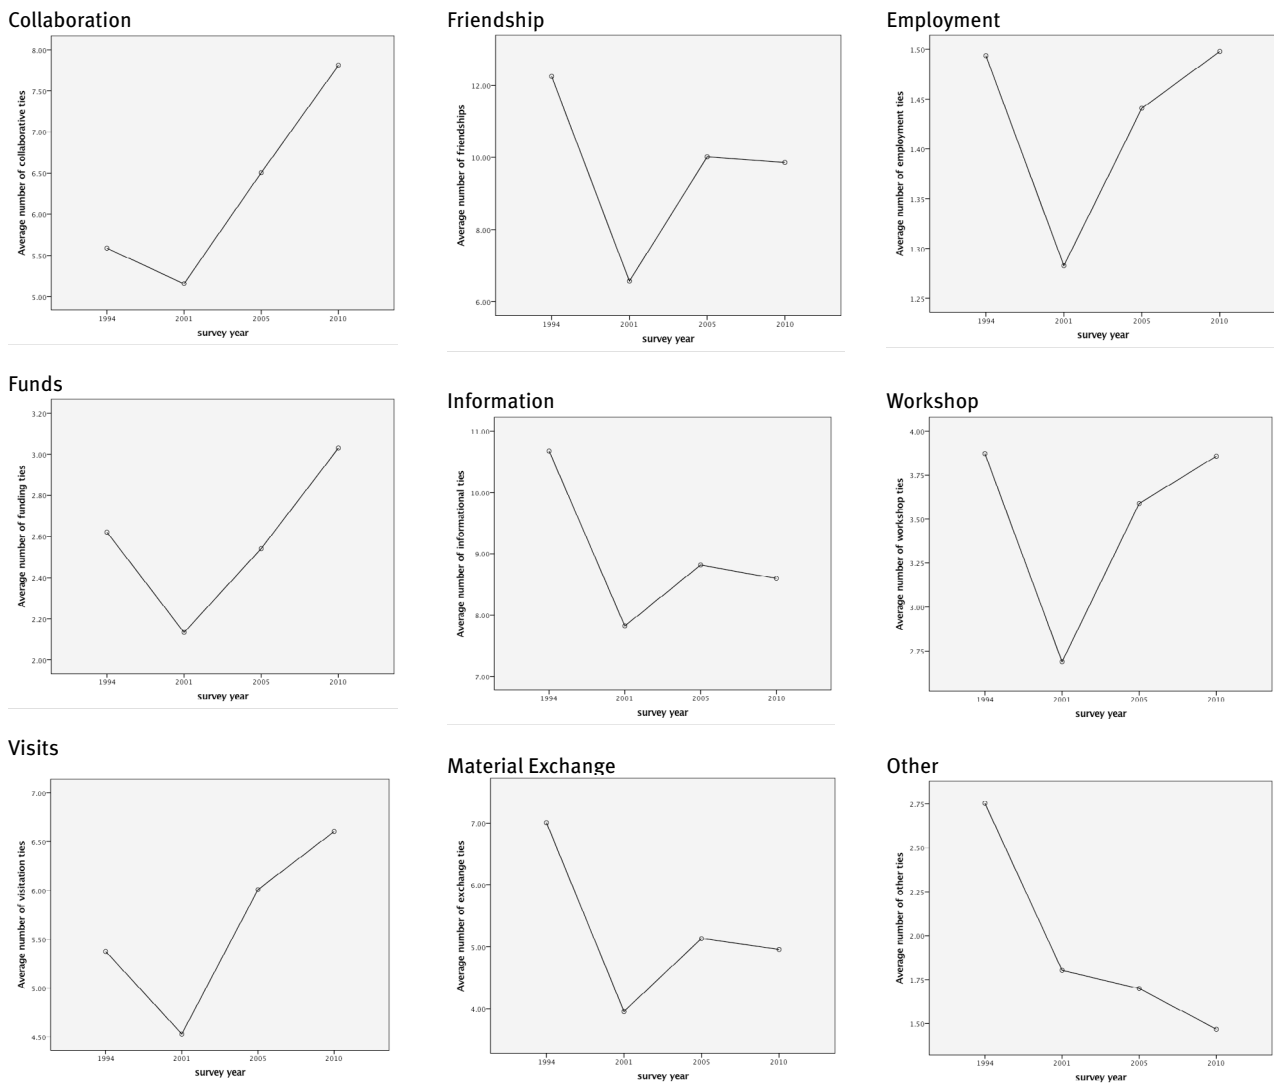 Collaboration
Average number of collaborative ties
8.00
7.50
7.00
6.50
6.00
5.50
5.00
1994 2001 2005 2010
survey year
Friendship
Average number of friendships
12.00
10.00
8.00
6.00
1994 2001 2005 2010
survey year
Employment
Average number of employment ties
1.50
1.45
1.40
1.35
1.30
1.25
1994 2001 2005 2010
survey year
Funds
Average number of funding ties
3.20
3.00
2.80
2.60
2.40
2.20
2.00
1994 2001 2005 2010
survey year
Information
Average number of informational ties
11.00
10.00
9.00
8.00
7.00
1994 2001 2005 2010
survey year
Workshop
Average number of workshop ties
4.00
3.75
3.50
3.25
3.00
2.75
1994 2001 2005 2010
survey year
Visits
Average number of visitation ties
7.00
6.50
6.00
5.50
5.00
4.50
1994 2001 2005 2010
survey year
Material Exchange
Average number of exchange ties
7.00
6.00
5.00
4.00
1994 2001 2005 2010
survey year
Other
Average number of other ties
2.75
2.50
2.25
2.00
1.75
1.50
1994 2001 2005 2010
survey year